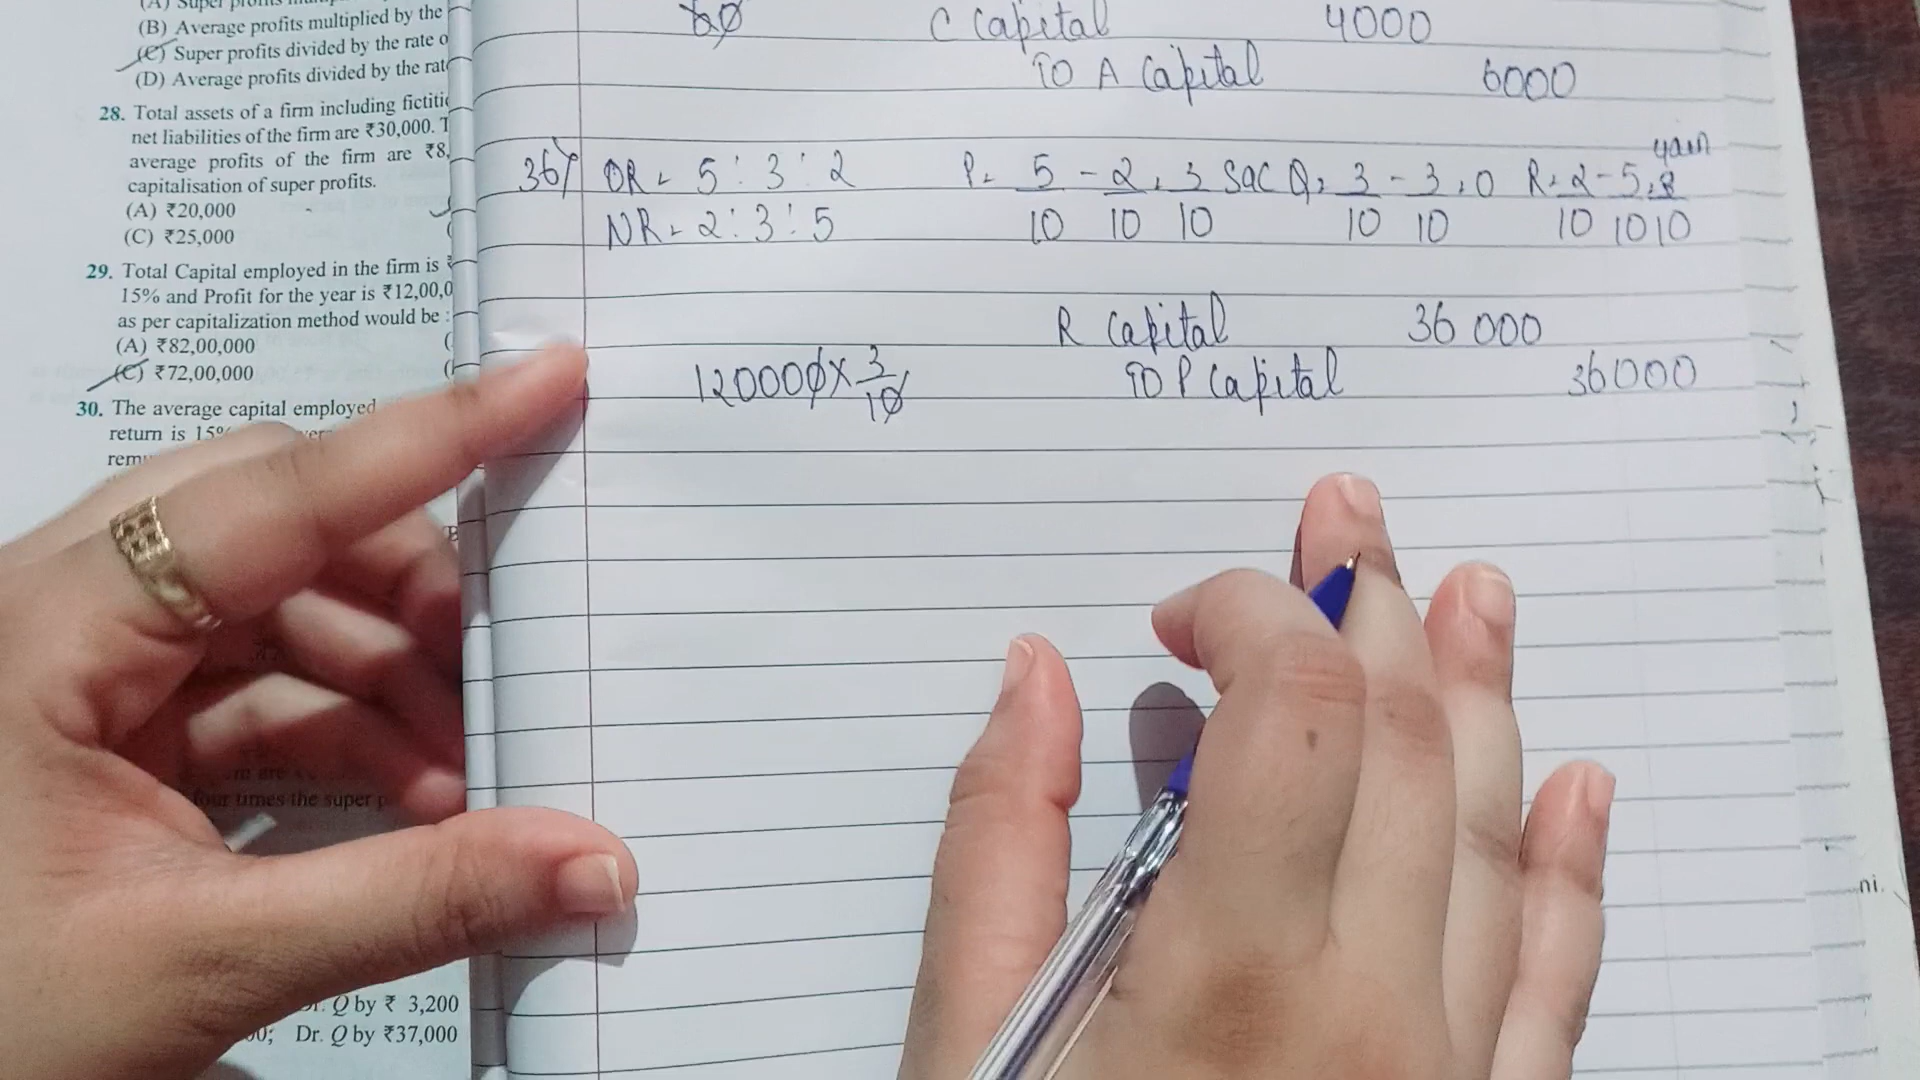 (A) Super profits
(B) Average profits multiplied by the
(C) Super profits divided by the rate o
(D) Average profits divided by the rate
28. Total assets of a firm including fictiti
net liabilities of the firm are ₹30,000. T
average profits of the firm are ₹8,
capitalisation of super profits.
(A) ₹20,000
(C) ₹25,000
29. Total Capital employed in the firm is ₹
15% and Profit for the year is ₹12,00,0
as per capitalization method would be :
(A) ₹82,00,000
(C) ₹72,00,000
30. The average capital employed
return is 15%
four times the super p
Q by ₹ 3,200
Dr. Q by ₹37,000
C Capital 4000
To A Capital 6000
36) OR = 5 : 3 : 2
NR = 2 : 3 : 5
P = 5/10 - 2/10 = 3/10 Sac Q = 3/10 - 3/10 = 0 R = 2/10 - 5/10 = 3/10 gain
R Capital 36000
To P Capital 36000
120000 × 3/10
ni.